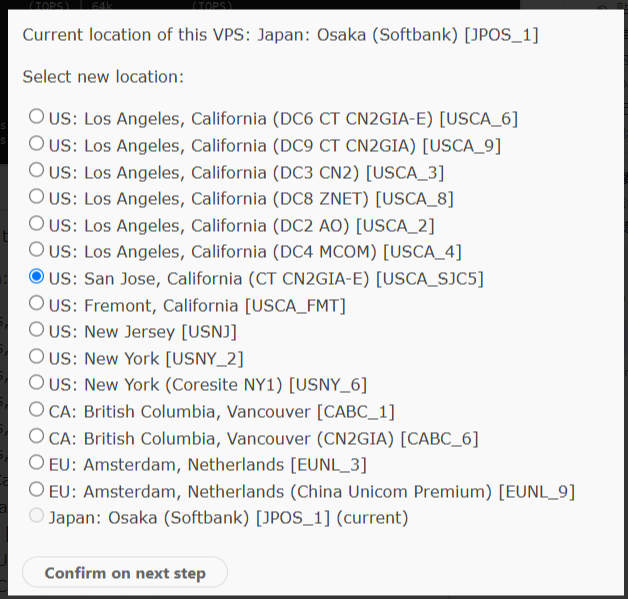 (TOPS) | 64k (TOPS)
Current location of this VPS: Japan: Osaka (Softbank) [JPOS_1]
Select new location:
US: Los Angeles, California (DC6 CT CN2GIA-E) [USCA_6]
US: Los Angeles, California (DC9 CT CN2GIA) [USCA_9]
US: Los Angeles, California (DC3 CN2) [USCA_3]
US: Los Angeles, California (DC8 ZNET) [USCA_8]
US: Los Angeles, California (DC2 AO) [USCA_2]
US: Los Angeles, California (DC4 MCOM) [USCA_4]
US: San Jose, California (CT CN2GIA-E) [USCA_SJC5]
US: Fremont, California [USCA_FMT]
US: New Jersey [USNJ]
US: New York [USNY_2]
US: New York (Coresite NY1) [USNY_6]
CA: British Columbia, Vancouver [CABC_1]
CA: British Columbia, Vancouver (CN2GIA) [CABC_6]
EU: Amsterdam, Netherlands [EUNL_3]
EU: Amsterdam, Netherlands (China Unicom Premium) [EUNL_9]
Japan: Osaka (Softbank) [JPOS_1] (current)
Confirm on next step